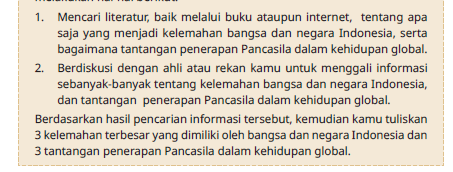 melakukan hal-hal berikut:
1. Mencari literatur, baik melalui buku ataupun internet, tentang apa
saja yang menjadi kelemahan bangsa dan negara Indonesia, serta
bagaimana tantangan penerapan Pancasila dalam kehidupan global.
2. Berdiskusi dengan ahli atau rekan kamu untuk menggali informasi
sebanyak-banyak tentang kelemahan bangsa dan negara Indonesia,
dan tantangan penerapan Pancasila dalam kehidupan global.
Berdasarkan hasil pencarian informasi tersebut, kemudian kamu tuliskan
3 kelemahan terbesar yang dimiliki oleh bangsa dan negara Indonesia dan
3 tantangan penerapan Pancasila dalam kehidupan global.